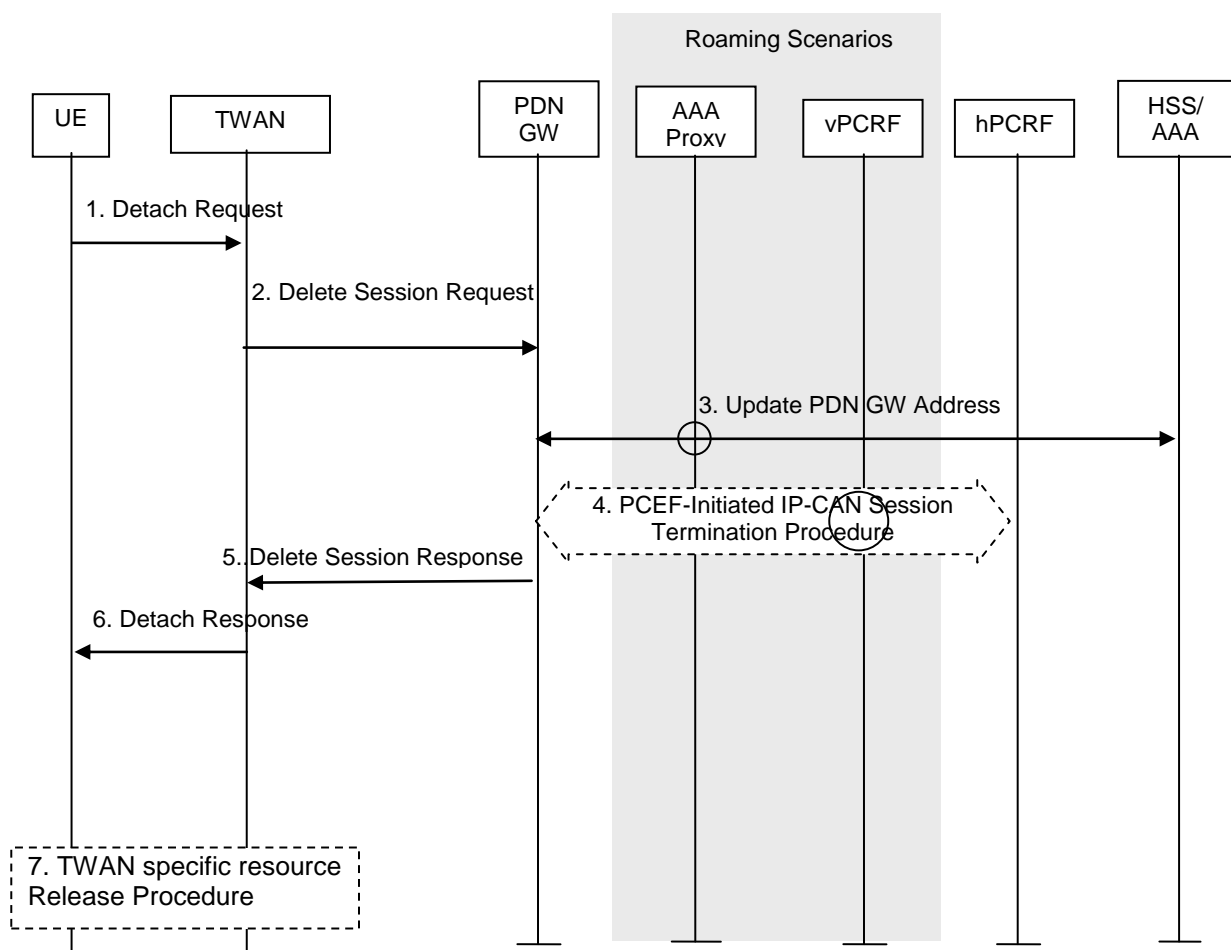 Roaming Scenarios
UE
TWAN
PDN
GW
AAA
Proxy
vPCRF
hPCRF
HSS/
AAA
1. Detach Request
2. Delete Session Request
3. Update PDN GW Address
4. PCEF-Initiated IP-CAN Session
Termination Procedure
5..Delete Session Response
6. Detach Response
7. TWAN specific resource
Release Procedure